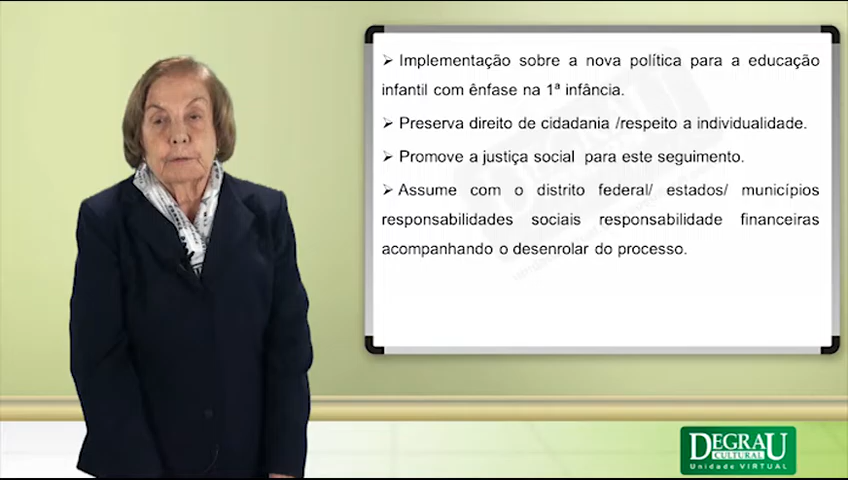 ➢ Implementação sobre a nova política para a educação
infantil com ênfase na 1ª infância.
➢ Preserva direito de cidadania /respeito a individualidade.
➢ Promove a justiça social para este seguimento.
➢ Assume com o distrito federal/ estados/ municípios
responsabilidades sociais responsabilidade financeiras
acompanhando o desenrolar do processo.
DEGRAU
CULTURAL
Unidade VIRTUAL